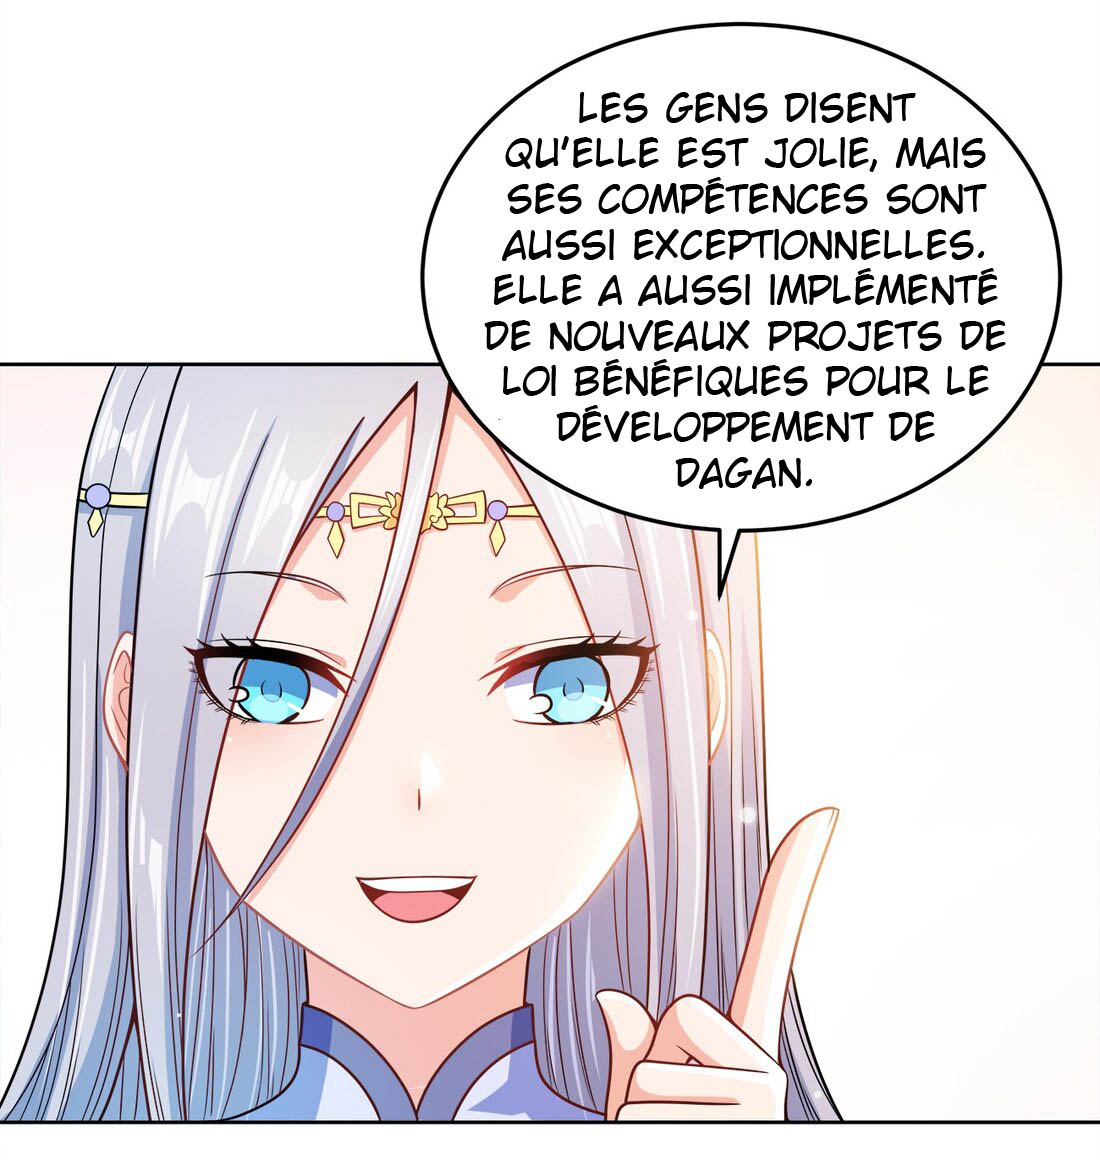 LES GENS DISENT
QU'ELLE EST JOLIE, MAIS
SES COMPÉTENCES SONT
AUSSI EXCEPTIONNELLES.
ELLE A AUSSI IMPLÉMENTÉ
DE NOUVEAUX PROJETS DE
LOI BÉNÉFIQUES POUR LE
DÉVELOPPEMENT DE
DAGAN.